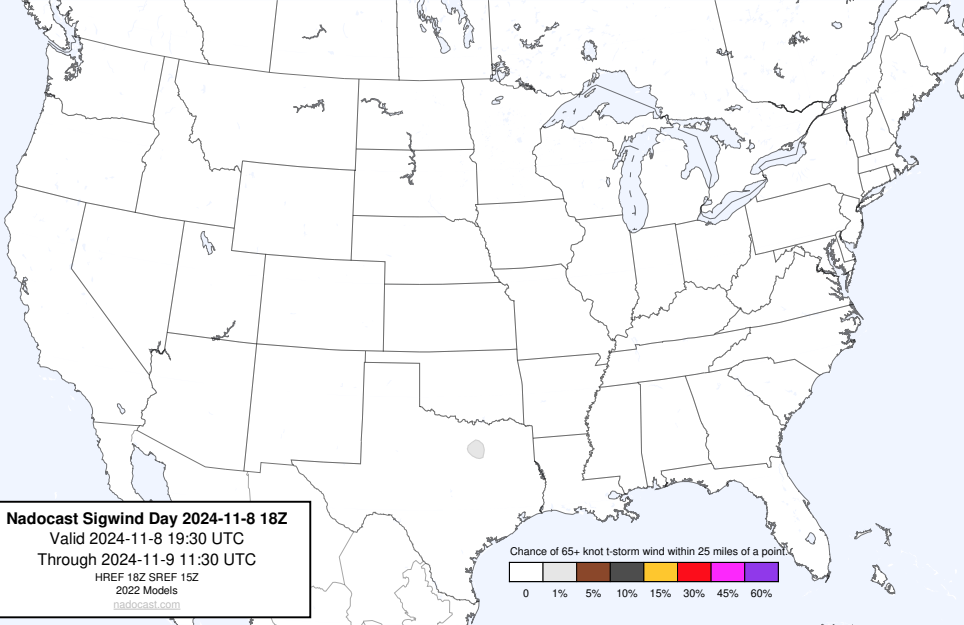 Nadocast Sigwind Day 2024-11-8 18Z
Valid 2024-11-8 19:30 UTC
Through 2024-11-9 11:30 UTC
HREF 18Z SREF 15Z
2022 Models
nadocast.com
Chance of 65+ knot t-storm wind within 25 miles of a point.
0 1% 5% 10% 15% 30% 45% 60%